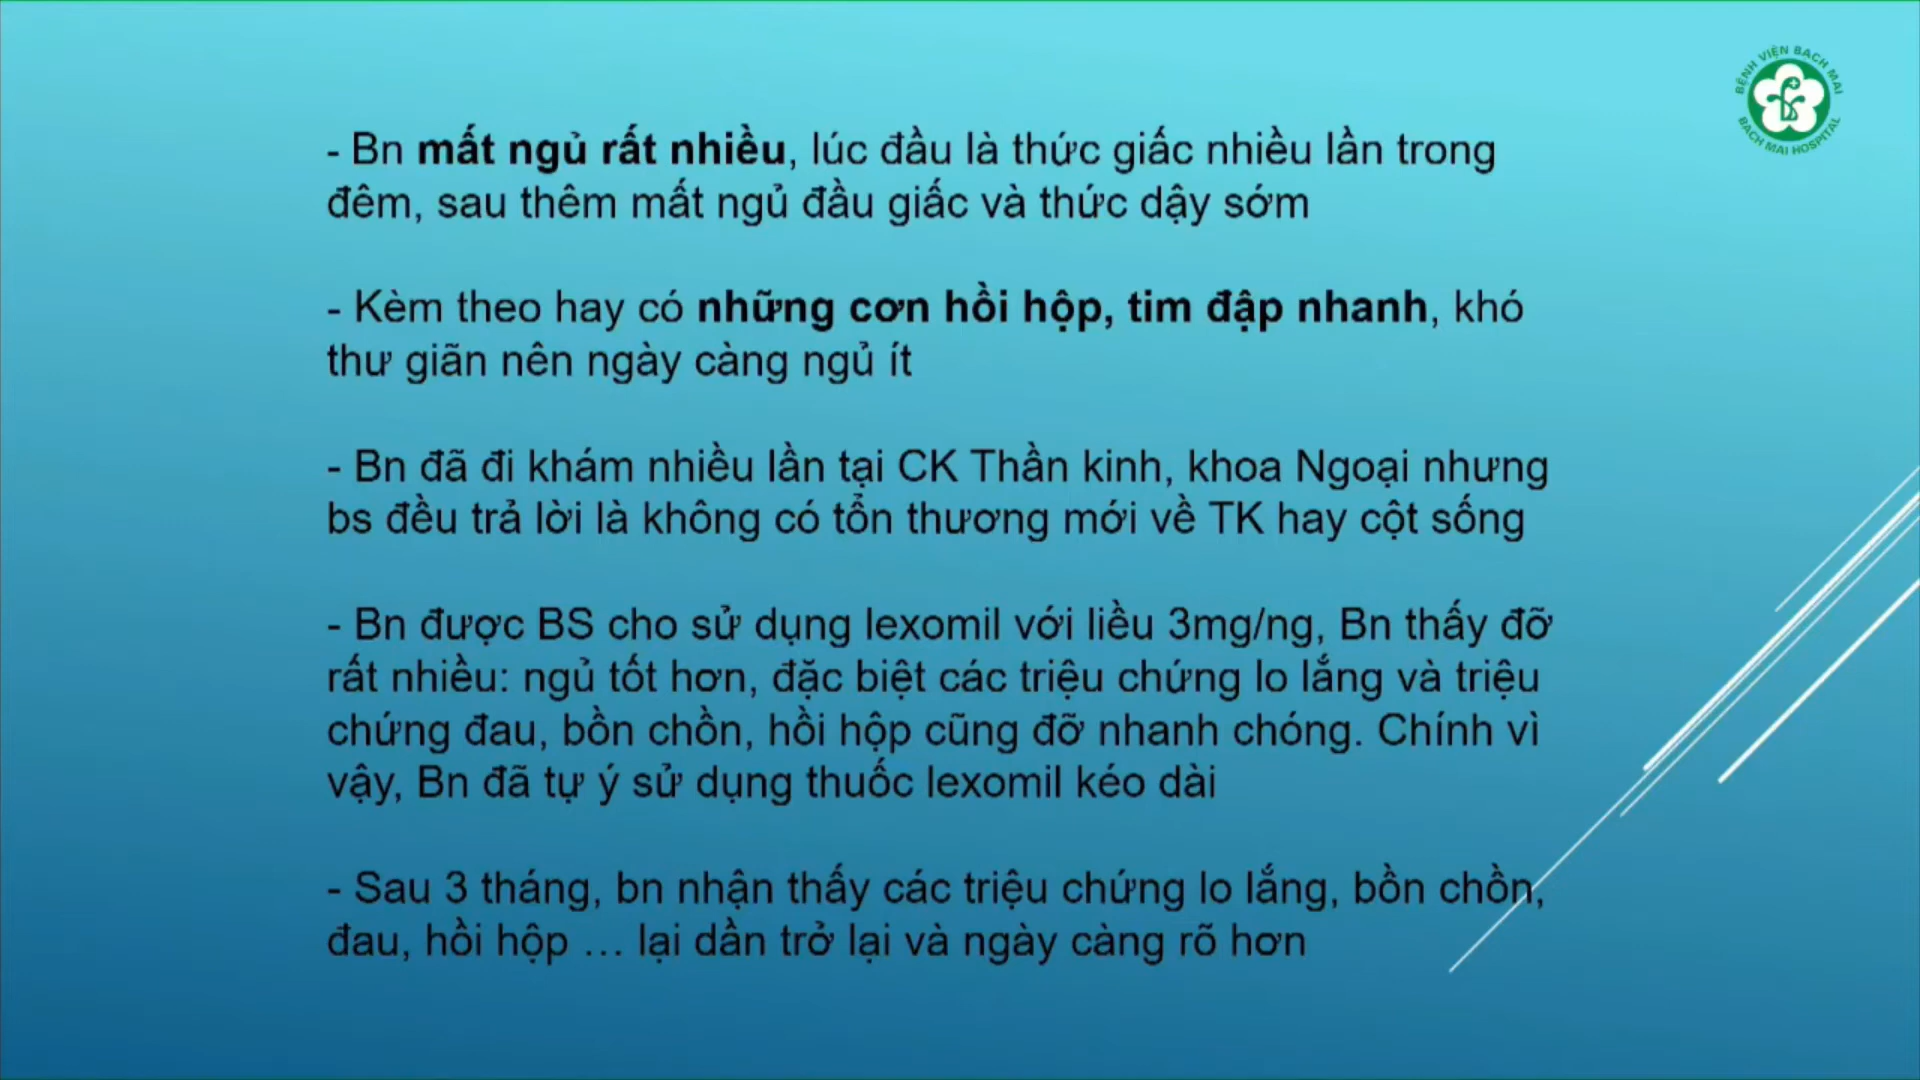 BỆNH VIỆN BẠCH MAI
BACH MAI HOSPITAL
- Bn mất ngủ rất nhiều, lúc đầu là thức giấc nhiều lần trong
đêm, sau thêm mất ngủ đầu giấc và thức dậy sớm
- Kèm theo hay có những cơn hồi hộp, tim đập nhanh, khó
thư giãn nên ngày càng ngủ ít
- Bn đã đi khám nhiều lần tại CK Thần kinh, khoa Ngoại nhưng
bs đều trả lời là không có tổn thương mới về TK hay cột sống
- Bn được BS cho sử dụng lexomil với liều 3mg/ng, Bn thấy đỡ
rất nhiều: ngủ tốt hơn, đặc biệt các triệu chứng lo lắng và triệu
chứng đau, bồn chồn, hồi hộp cũng đỡ nhanh chóng. Chính vì
vậy, Bn đã tự ý sử dụng thuốc lexomil kéo dài
- Sau 3 tháng, bn nhận thấy các triệu chứng lo lắng, bồn chồn,
đau, hồi hộp … lại dần trở lại và ngày càng rõ hơn